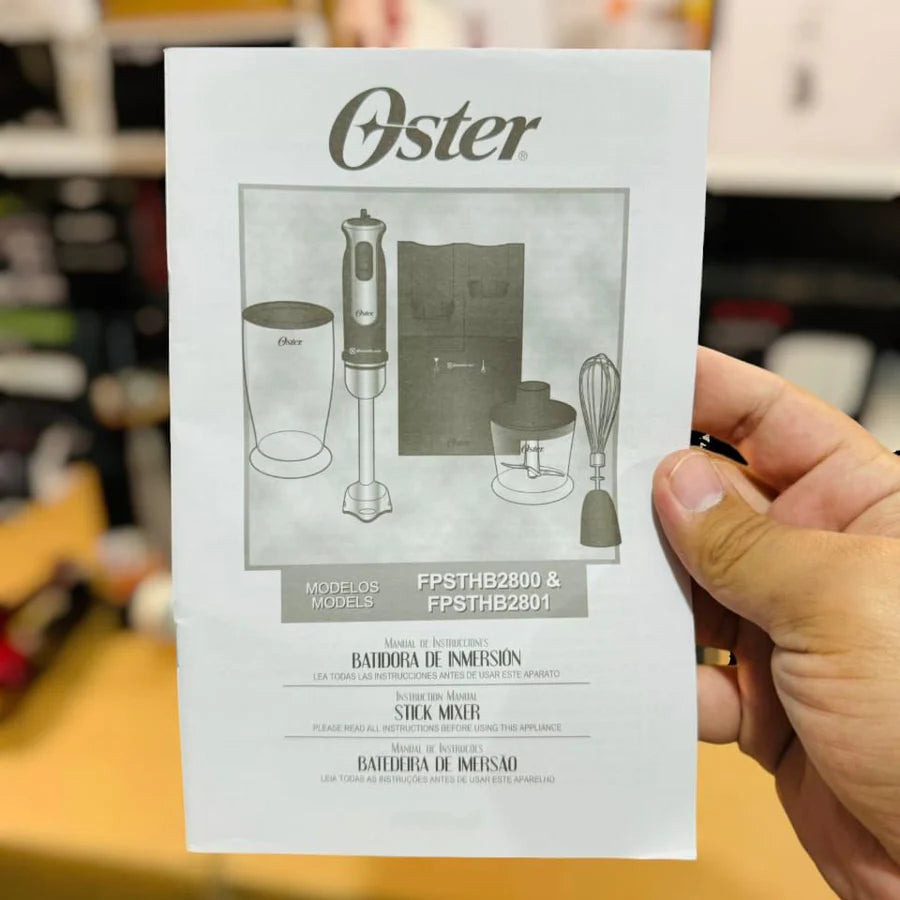 Oster®
Oster
Oster
Oster
Oster
MODELOS
MODELS
FPSTHB2800 &
FPSTHB2801
MANUAL DE INSTRUCCIONES
BATIDORA DE INMERSIÓN
LEA TODAS LAS INSTRUCCIONES ANTES DE USAR ESTE APARATO
INSTRUCTION MANUAL
STICK MIXER
PLEASE READ ALL INSTRUCTIONS BEFORE USING THIS APPLIANCE
MANUAL DE INSTRUÇÕES
BATEDEIRA DE IMERSÃO
LEIA TODAS AS INSTRUÇÕES ANTES DE USAR ESTE APARELHO